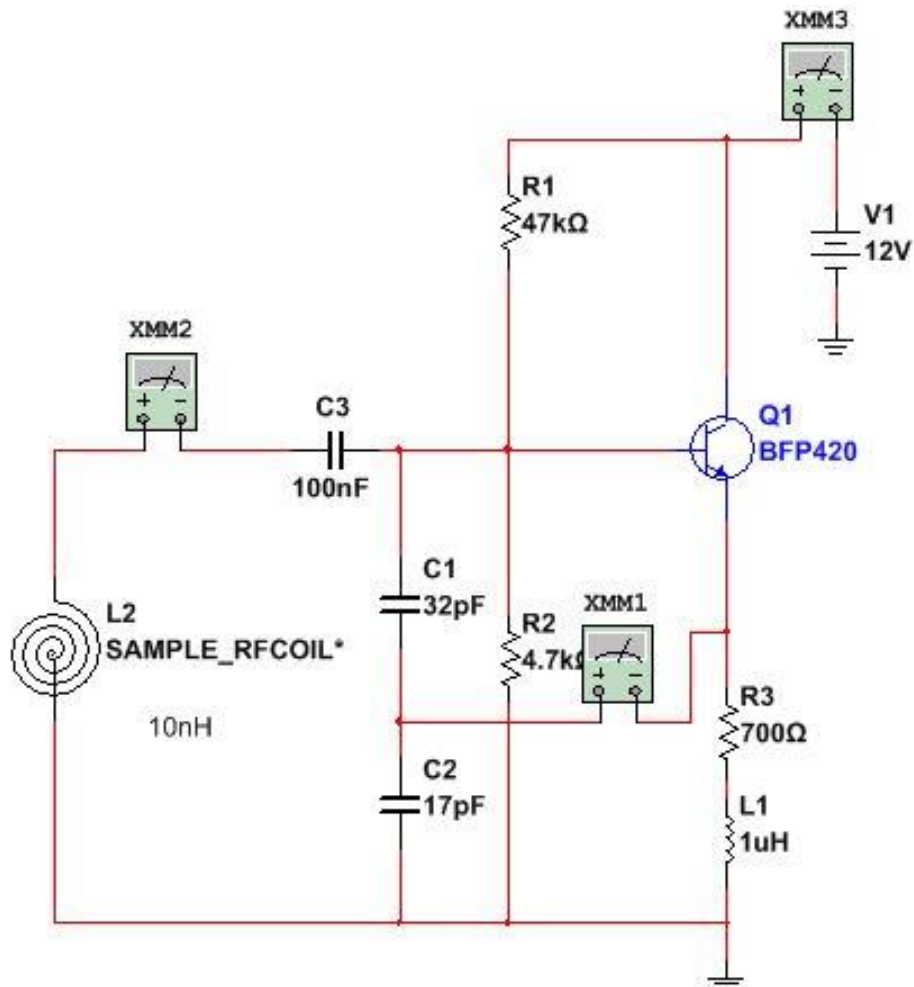 XMM3
+ −
R1
47kΩ
V1
12V
XMM2
+ −
C3
100nF
Q1
BFP420
C1
32pF
XMM1
+ −
L2
SAMPLE_RFCOIL*
R2
4.7kΩ
R3
700Ω
10nH
C2
17pF
L1
1uH